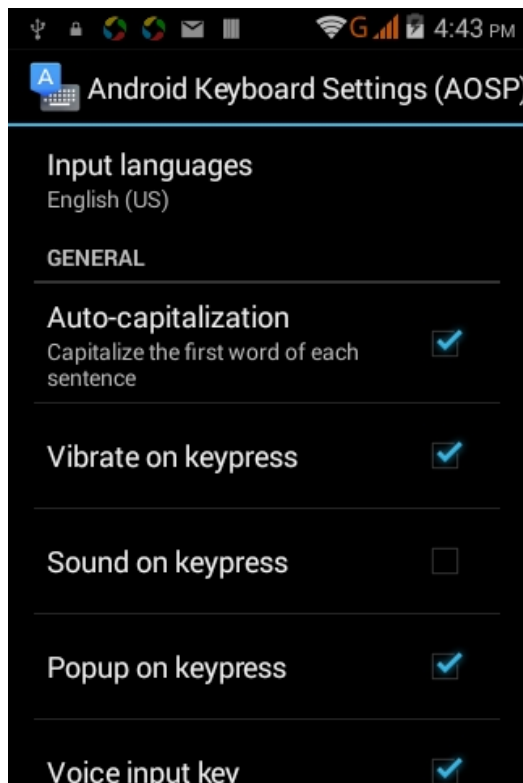 G 4:43 PM
A Android Keyboard Settings (AOSP)
Input languages
English (US)
GENERAL
Auto-capitalization
Capitalize the first word of each
sentence
Vibrate on keypress
Sound on keypress
Popup on keypress
Voice input key